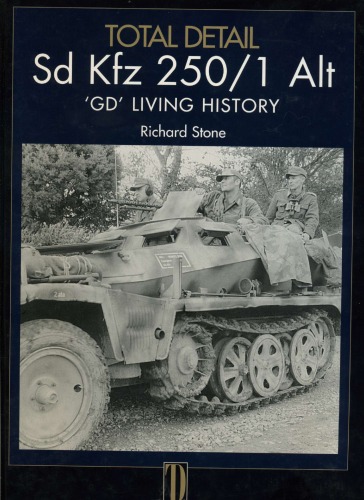 TOTAL DETAIL
Sd Kfz 250/1 Alt
'GD' LIVING HISTORY
Richard Stone